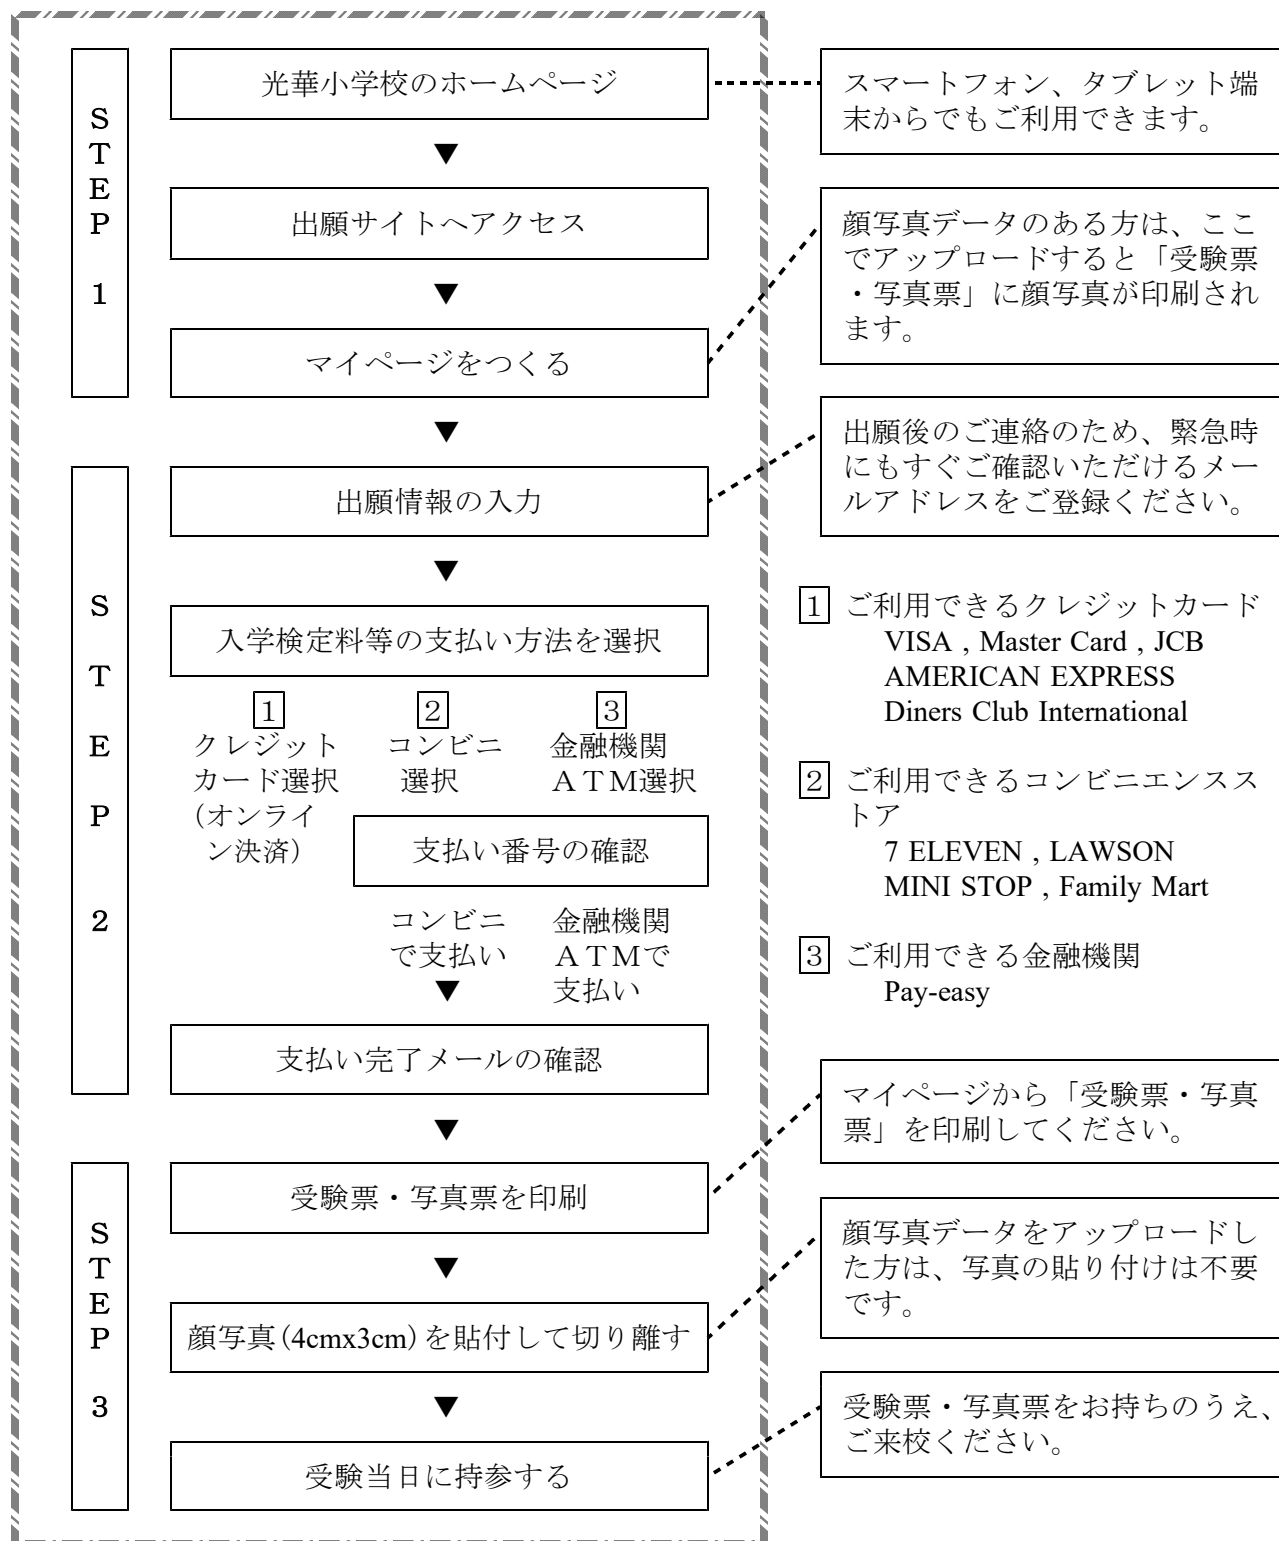 STEP 1
光華小学校のホームページ
▼
出願サイトへアクセス
▼
マイページをつくる
▼
スマートフォン、タブレット端
末からでもご利用できます。
顔写真データのある方は、ここ
でアップロードすると「受験票
・写真票」に顔写真が印刷され
ます。
STEP 2
出願情報の入力
▼
入学検定料等の支払い方法を選択
1
クレジット
カード選択
(オンライ
ン決済)
2
コンビニ
選択
3
金融機関
ATM選択
支払い番号の確認
コンビニ
で支払い
▼
金融機関
ATMで
支払い
支払い完了メールの確認
▼
出願後のご連絡のため、緊急時
にもすぐご確認いただけるメー
ルアドレスをご登録ください。
1 ご利用できるクレジットカード
VISA , Master Card , JCB
AMERICAN EXPRESS
Diners Club International
2 ご利用できるコンビニエンスス
トア
7 ELEVEN , LAWSON
MINI STOP , Family Mart
3 ご利用できる金融機関
Pay-easy
STEP 3
受験票・写真票を印刷
▼
顔写真(4cmx3cm)を貼付して切り離す
▼
受験当日に持参する
マイページから「受験票・写真
票」を印刷してください。
顔写真データをアップロードし
た方は、写真の貼り付けは不要
です。
受験票・写真票をお持ちのうえ、
ご来校ください。